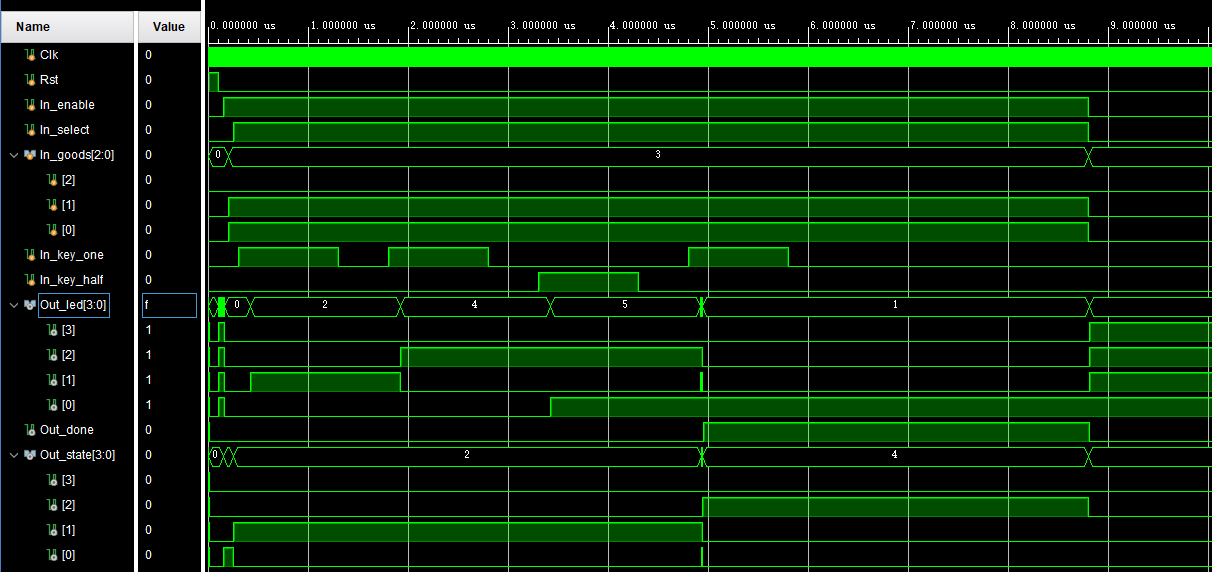 Name Value 0.000000 us 1.000000 us 2.000000 us 3.000000 us 4.000000 us 5.000000 us 6.000000 us 7.000000 us 8.000000 us 9.000000 us
Clk 0
Rst 0
In_enable 0
In_select 0
In_goods[2:0] 0 0 3
[2] 0
[1] 0
[0] 0
In_key_one 0
In_key_half 0
Out_led[3:0] f 0 2 4 5 1
[3] 1
[2] 1
[1] 1
[0] 1
Out_done 0
Out_state[3:0] 0 0 2 4
[3] 0
[2] 0
[1] 0
[0] 0